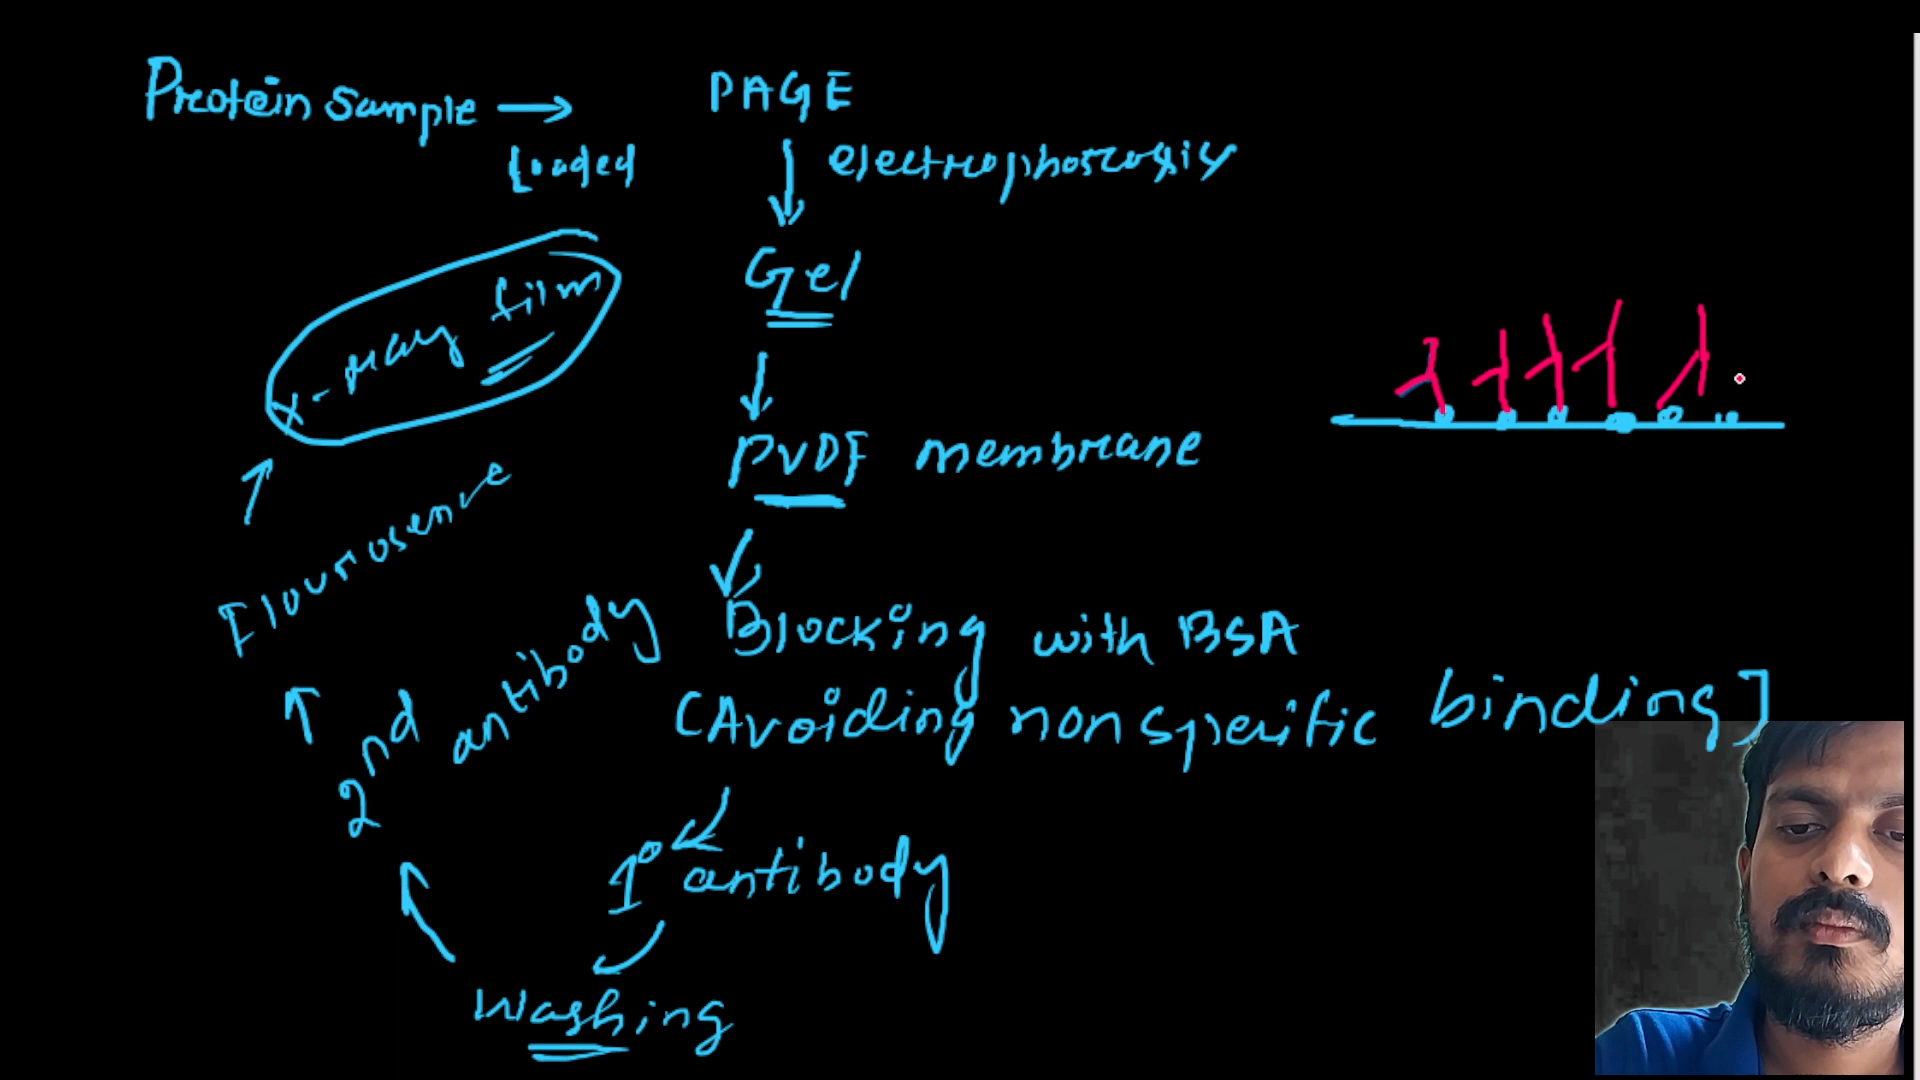 Protein sample → PAGE
Loaded
electrophoresis
Gel
x-ray film
PVDF membrane
Flourosence
Blocking with BSA
(Avoiding non specific binding]
2nd antibody
1° antibody
Washing